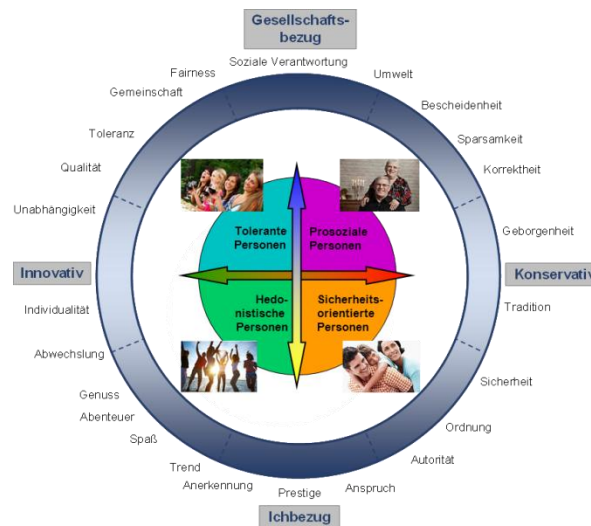 Gesellschafts-
bezug
Soziale Verantwortung
Fairness
Umwelt
Gemeinschaft
Bescheidenheit
Toleranz
Sparsamkeit
Qualität
Korrektheit
Unabhängigkeit
Geborgenheit
Tolerante
Personen
Prosoziale
Personen
Innovativ
Konservativ
Hedo-
nistische
Personen
Sicherheits-
orientierte
Personen
Individualität
Tradition
Abwechslung
Sicherheit
Genuss
Abenteuer
Ordnung
Spaß
Autorität
Trend
Anerkennung
Prestige
Anspruch
Ichbezug